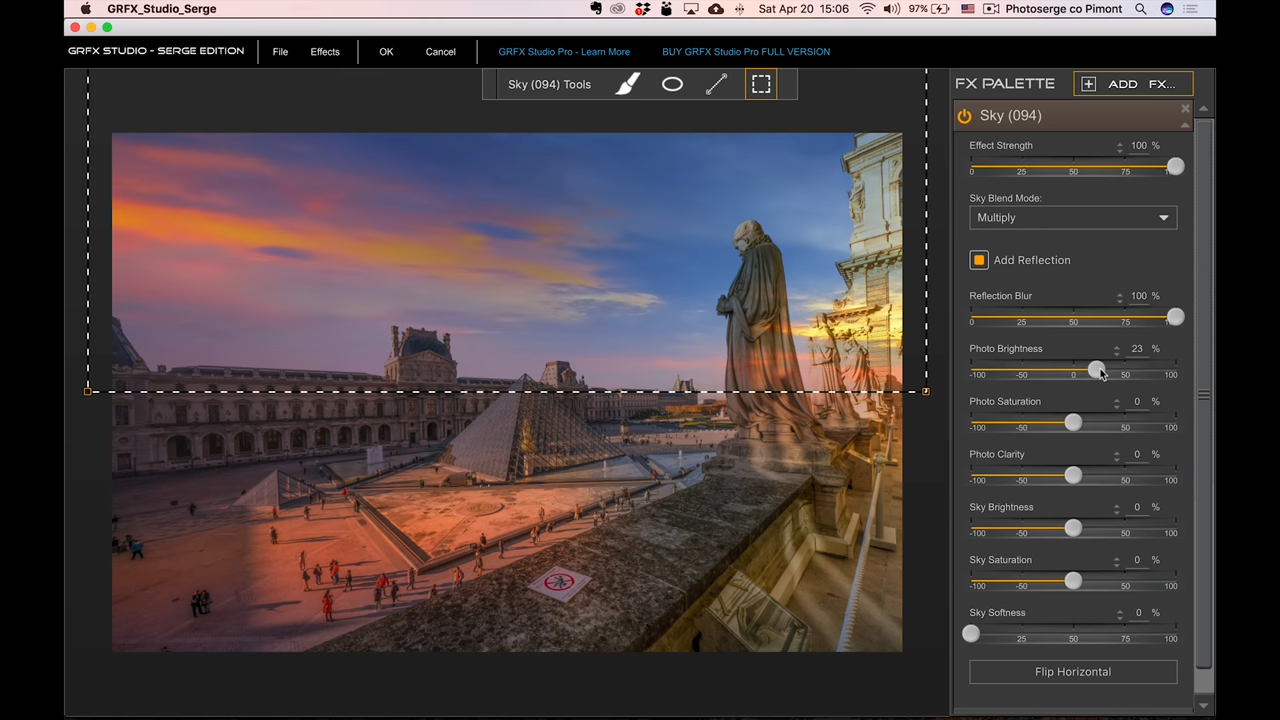 GRFX_Studio_Serge
Sat Apr 20 15:06
97%
Photoserge co Pimont
GRFX STUDIO - SERGE EDITION
File
Effects
OK
Cancel
GRFX Studio Pro - Learn More
BUY GRFX Studio Pro FULL VERSION
Sky (094) Tools
FX PALETTE
ADD FX...
Sky (094)
Effect Strength 100 %
0 25 50 75
Sky Blend Mode:
Multiply
Add Reflection
Reflection Blur 100 %
0 25 50 75
Photo Brightness 23 %
-100 -50 0 50 100
Photo Saturation 0 %
-100 -50 50 100
Photo Clarity 0 %
-100 -50 50 100
Sky Brightness 0 %
-100 -50 50 100
Sky Saturation 0 %
-100 -50 50 100
Sky Softness 0 %
25 50 75 100
Flip Horizontal